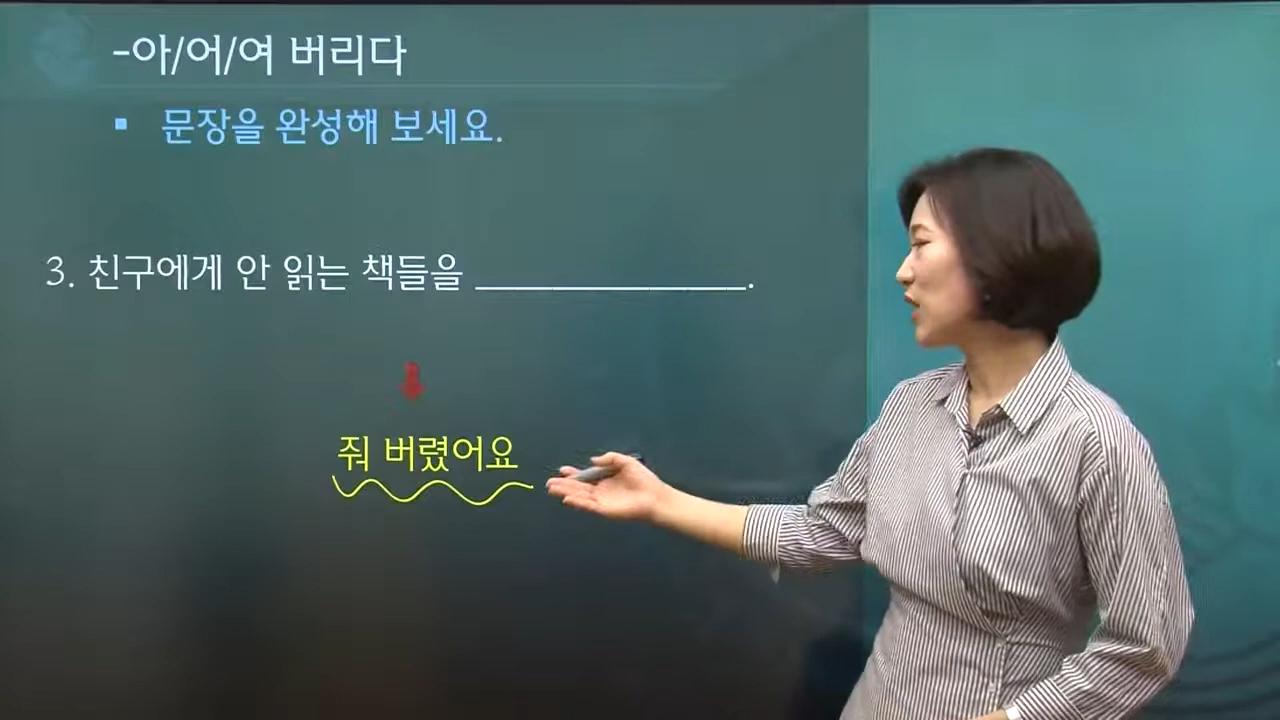 -아/어/여 버리다
▪ 문장을 완성해 보세요.
3. 친구에게 안 읽는 책들을 ______________.
줘 버렸어요